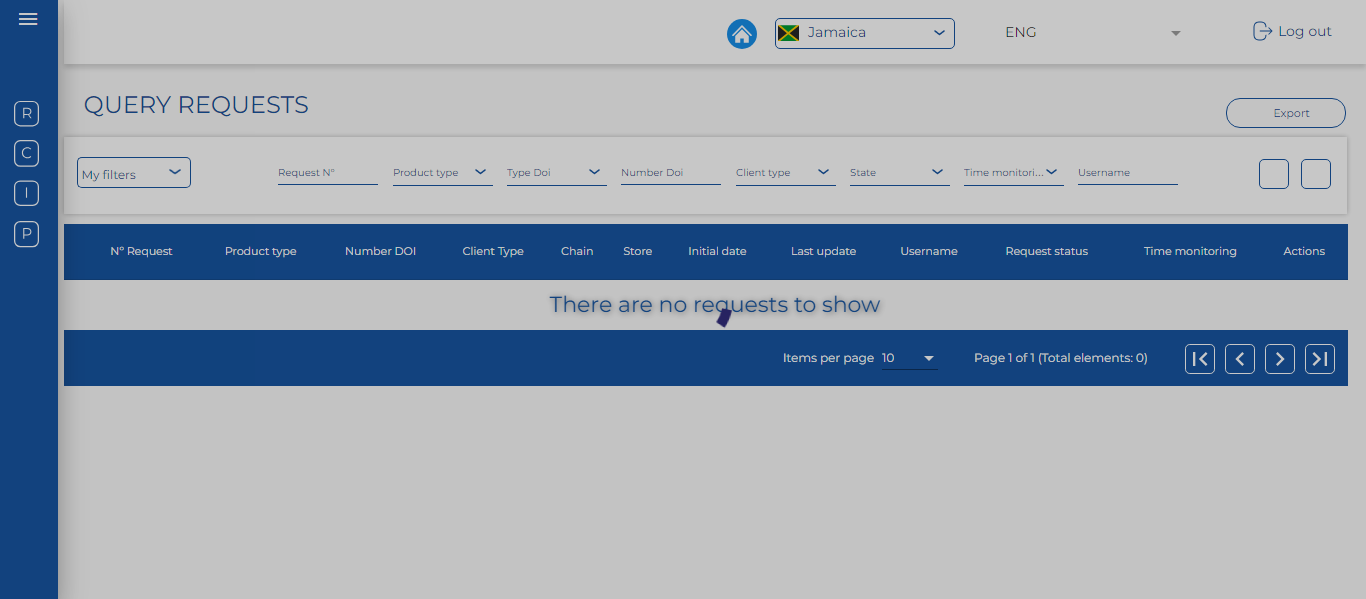 Jamaica
ENG
Log out
QUERY REQUESTS
Export
My filters
Request Nº
Product type
Type Doi
Number Doi
Client type
State
Time monitori...
Username
R
C
I
P
Nº Request
Product type
Number DOI
Client Type
Chain
Store
Initial date
Last update
Username
Request status
Time monitoring
Actions
There are no requests to show
Items per page 10
Page 1 of 1 (Total elements: 0)